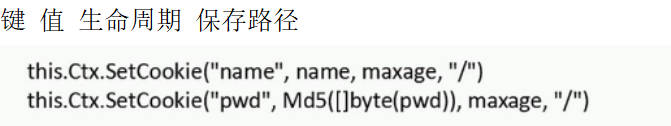 键 值 生命周期 保存路径
this.Ctx.SetCookie("name", name, maxage, "/")
this.Ctx.SetCookie("pwd", Md5([]byte(pwd)), maxage, "/")